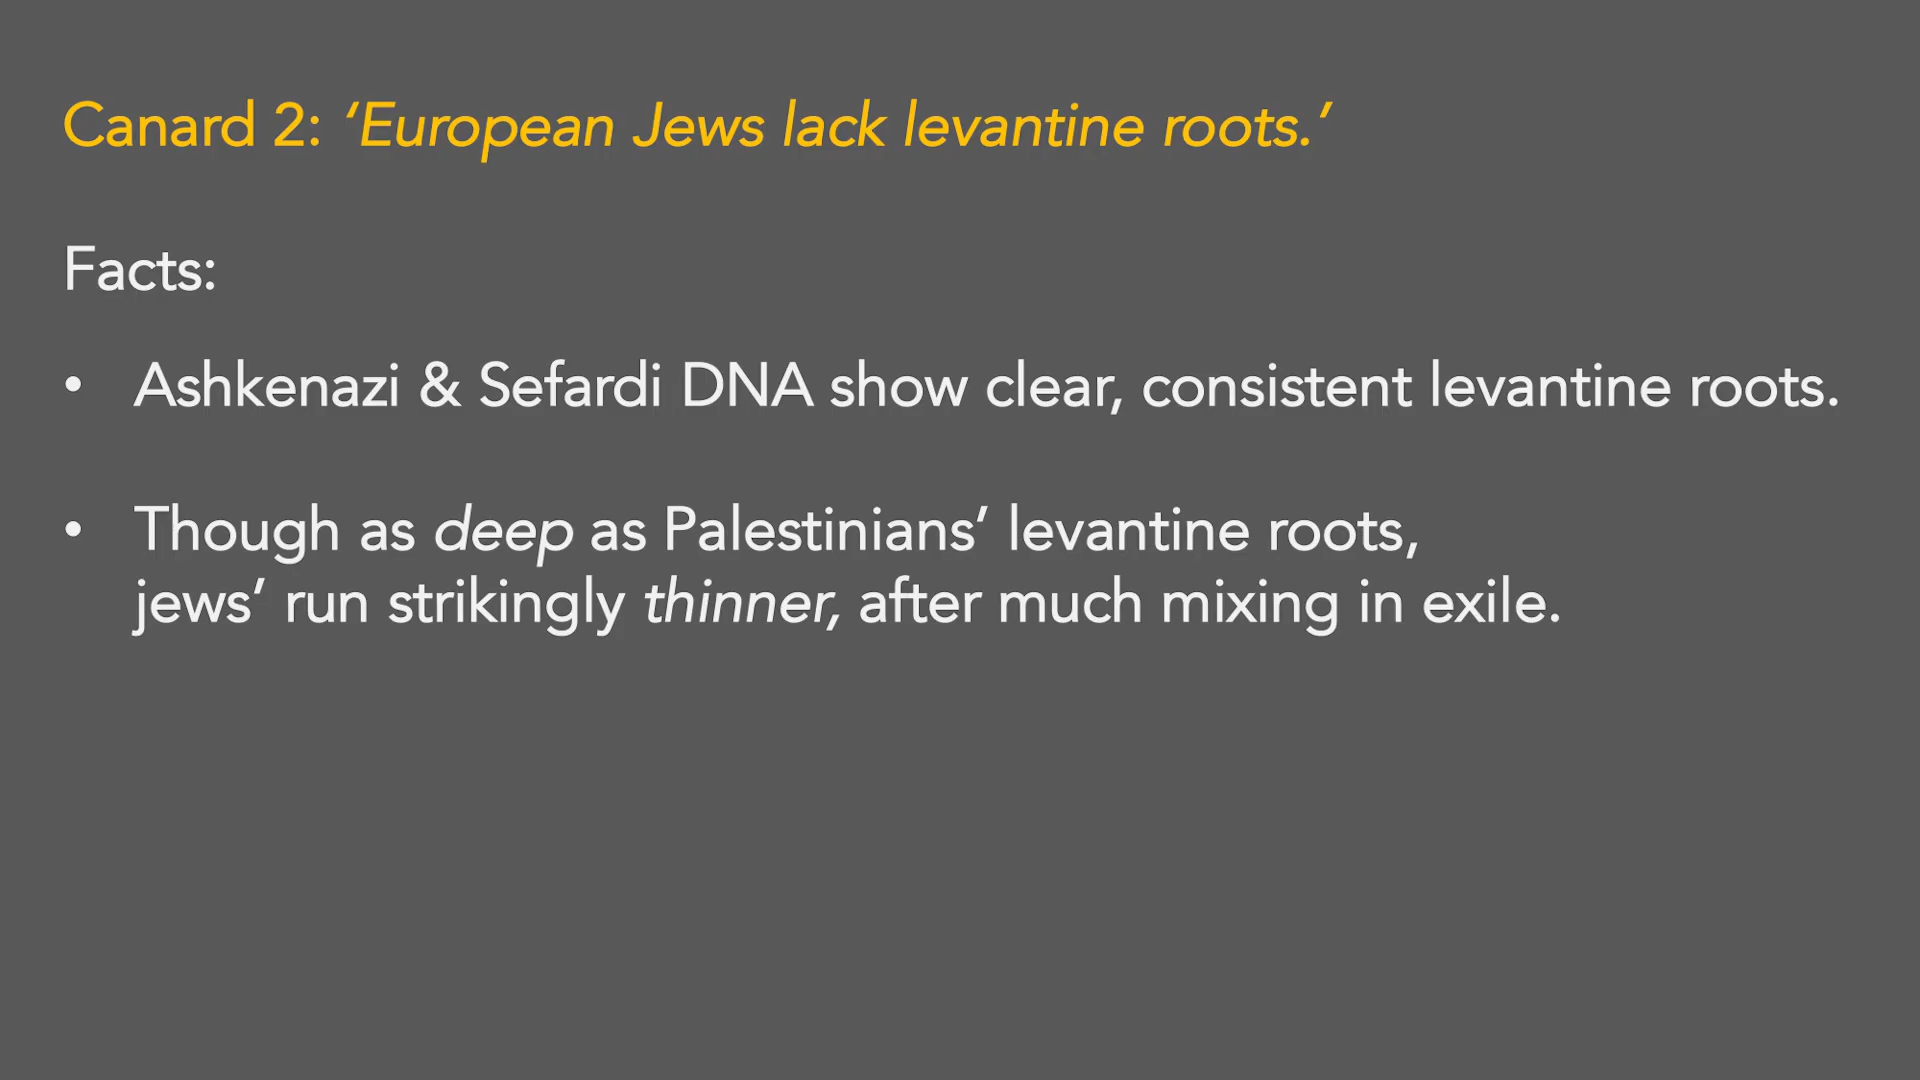 Canard 2: ‘European Jews lack levantine roots.’
Facts:
• Ashkenazi & Sefardi DNA show clear, consistent levantine roots.
• Though as deep as Palestinians’ levantine roots,
jews’ run strikingly thinner, after much mixing in exile.